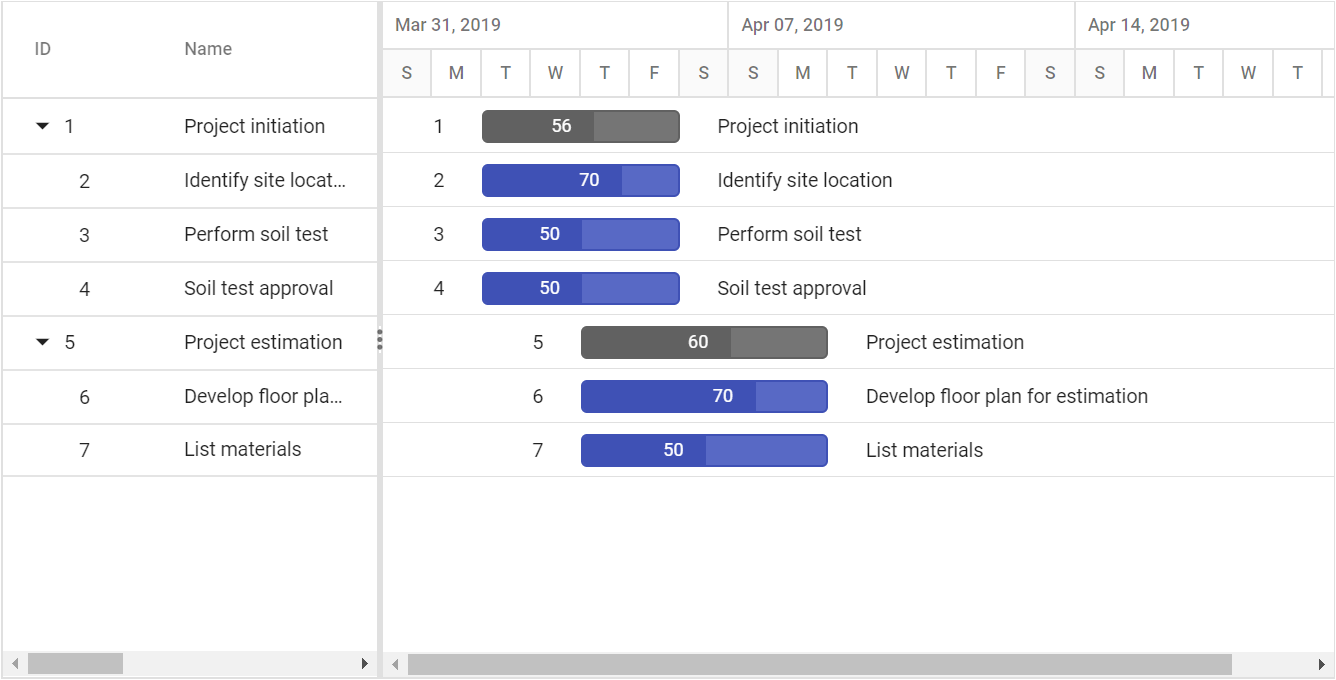 ID Name
Mar 31, 2019 Apr 07, 2019 Apr 14, 2019
S M T W T F S S M T W T F S S M T W T
1 Project initiation 1 56 Project initiation
2 Identify site locat... 2 70 Identify site location
3 Perform soil test 3 50 Perform soil test
4 Soil test approval 4 50 Soil test approval
5 Project estimation 5 60 Project estimation
6 Develop floor pla... 6 70 Develop floor plan for estimation
7 List materials 7 50 List materials